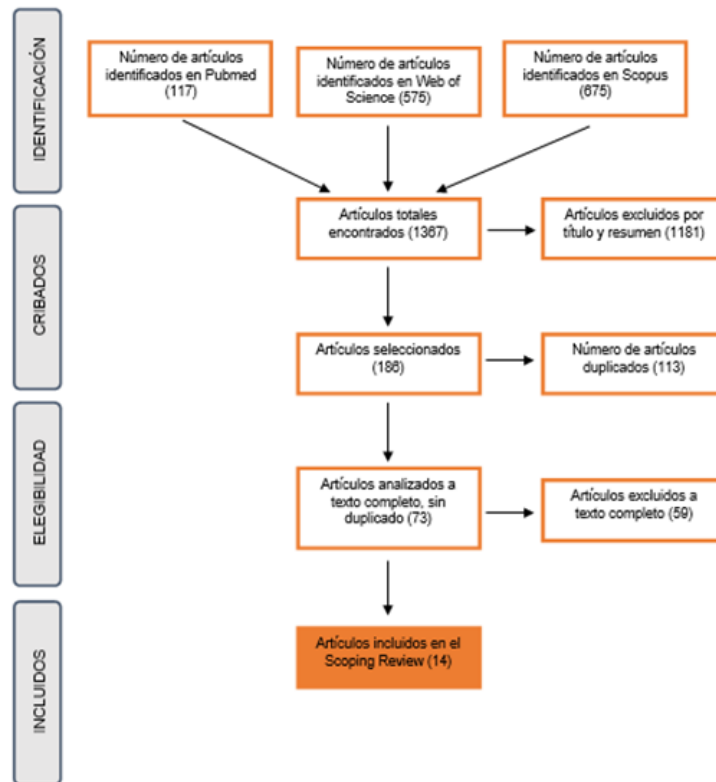 IDENTIFICACIÓN
Número de artículos
identificados en Pubmed
(117)
Número de artículos
identificados en Web of
Science (575)
Número de artículos
identificados en Scopus
(675)
CRIBADOS
Artículos totales
encontrados (1367)
Artículos excluidos por
título y resumen (1181)
Artículos seleccionados
(186)
Número de artículos
duplicados (113)
ELEGIBILIDAD
Artículos analizados a
texto completo, sin
duplicado (73)
Artículos excluidos a
texto completo (59)
INCLUIDOS
Artículos incluidos en el
Scoping Review (14)